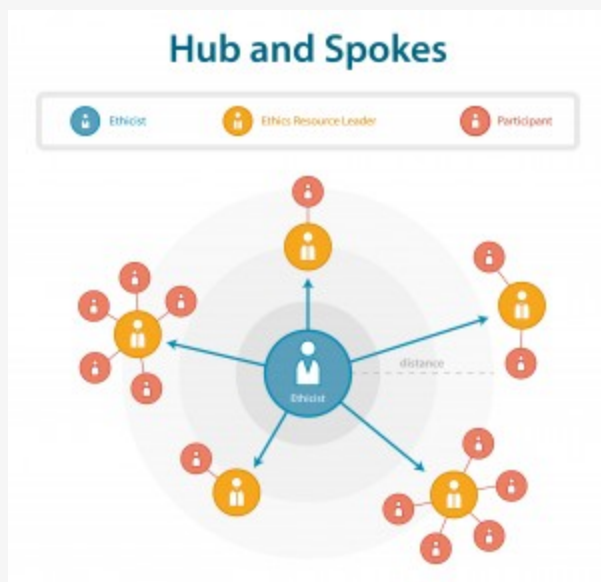 Hub and Spokes
Ethicist
Ethics Resource Leader
Participant
distance
Ethicist